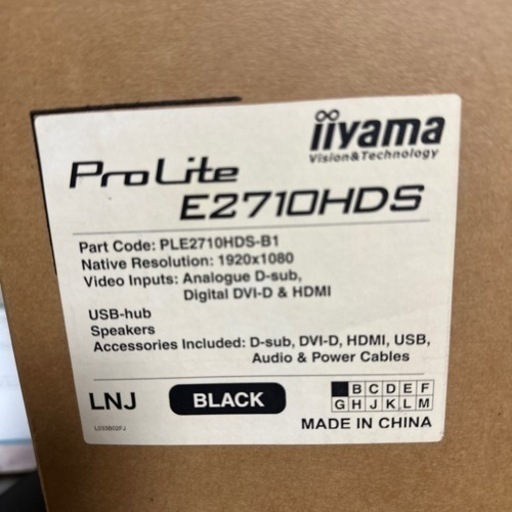 iiyama
Vision&Technology
ProLite
E2710HDS
Part Code: PLE2710HDS-B1
Native Resolution: 1920x1080
Video Inputs: Analogue D-sub,
Digital DVI-D & HDMI
USB-hub
Speakers
Accessories Included: D-sub, DVI-D, HDMI, USB,
Audio & Power Cables
LNJ BLACK
B C D E F
G H J K L M
MADE IN CHINA